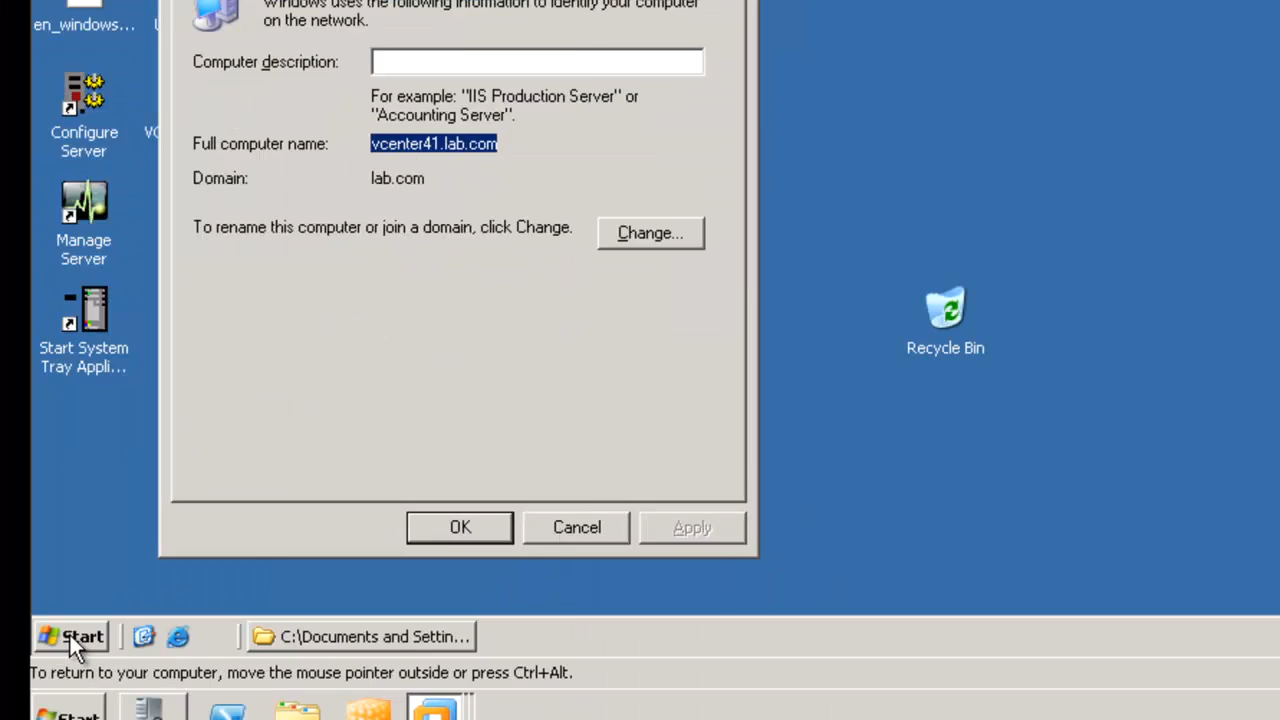 Windows uses the following information to identify your computer
on the network.
en_windows...
Computer description:
For example: "IIS Production Server" or
"Accounting Server".
Configure
Server
VC
Full computer name:
vcenter41.lab.com
Domain:
lab.com
To rename this computer or join a domain, click Change.
Change...
Manage
Server
Start System
Tray Appli...
Recycle Bin
OK
Cancel
Apply
Start
C:\Documents and Settin...
To return to your computer, move the mouse pointer outside or press Ctrl+Alt.
Start